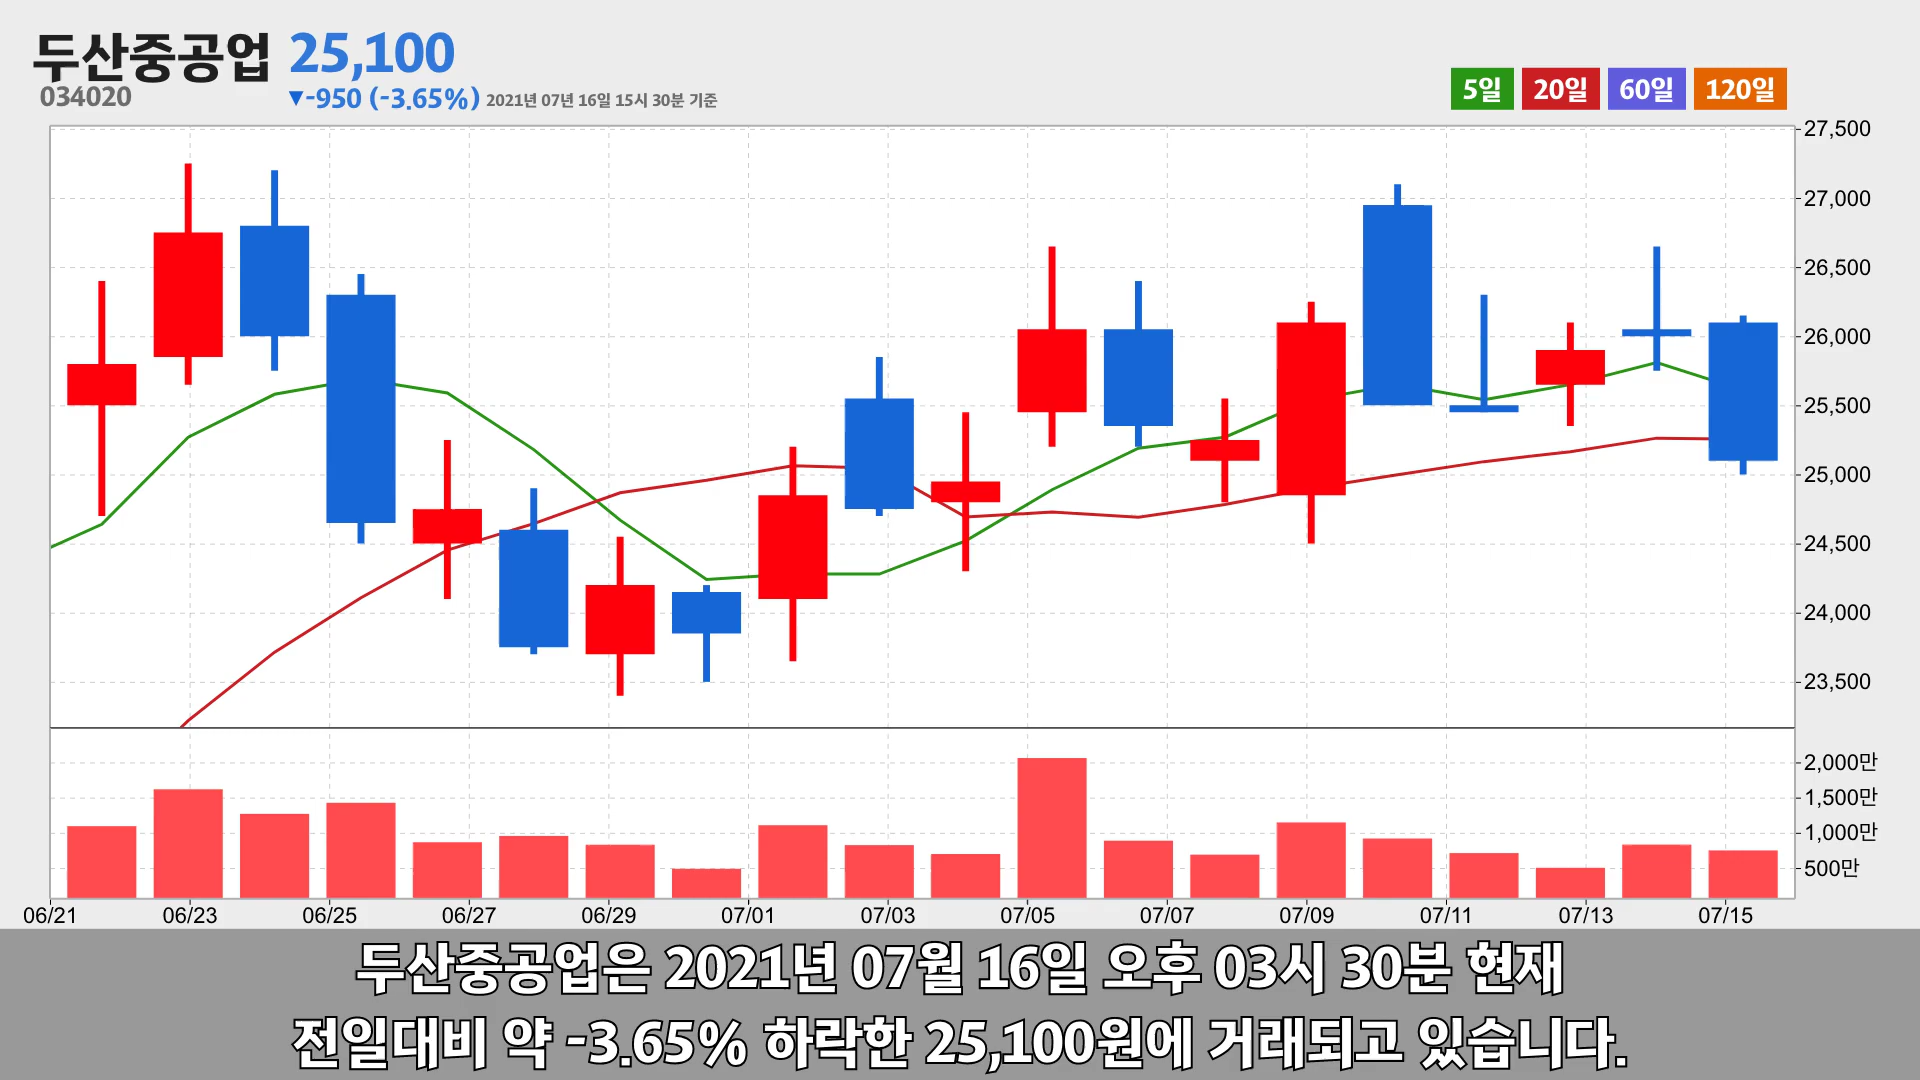 두산중공업 25,100
034020
▼-950 (-3.65%) 2021년 07년 16일 15시 30분 기준
5일 20일 60일 120일
27,500
27,000
26,500
26,000
25,500
25,000
24,500
24,000
23,500
2,000만
1,500만
1,000만
500만
06/21 06/23 06/25 06/27 06/29 07/01 07/03 07/05 07/07 07/09 07/11 07/13 07/15
두산중공업은 2021년 07월 16일 오후 03시 30분 현재
전일대비 약 -3.65% 하락한 25,100원에 거래되고 있습니다.